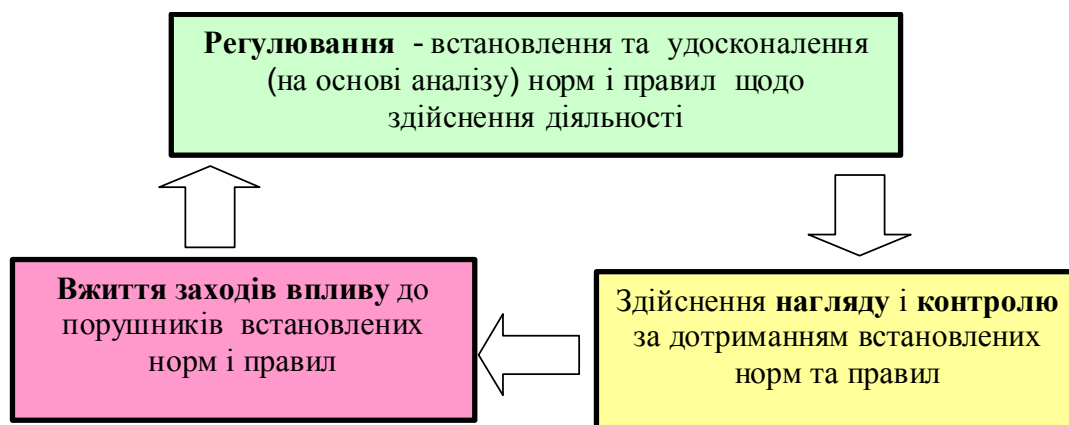 Регулювання - встановлення та удосконалення
(на основі аналізу) норм і правил щодо
здійснення діяльності
Вжиття заходів впливу до
порушників встановлених
норм і правил
Здійснення нагляду і контролю
за дотриманням встановлених
норм та правил